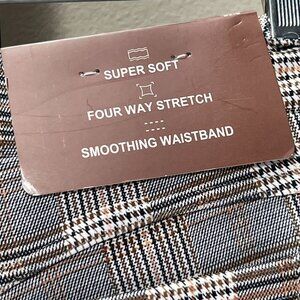 SUPER SOFT
FOUR WAY STRETCH
SMOOTHING WAISTBAND